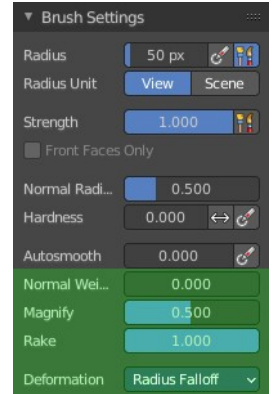 Brush Settings
Radius 50 px
Radius Unit View Scene
Strength 1.000
Front Faces Only
Normal Radi... 0.500
Hardness 0.000
Autosmooth 0.000
Normal Wei... 0.000
Magnify 0.500
Rake 1.000
Deformation Radius Falloff